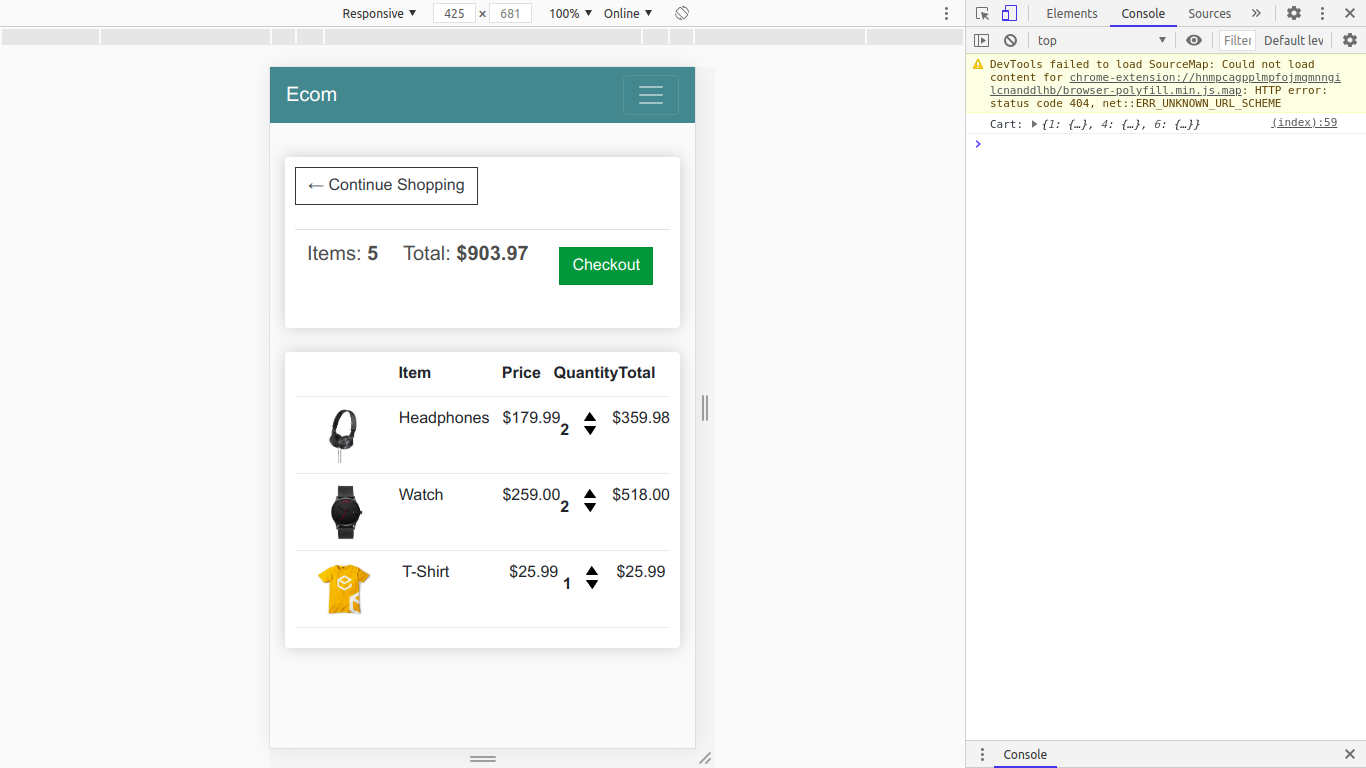 Responsive ▼ 425 × 681 100% ▼ Online ▼
Elements Console Sources »
top ▼ Filter Default lev
DevTools failed to load SourceMap: Could not load
content for chrome-extension://hnmpcagpplmpfojmgmnngi
lcnanddlhb/browser-polyfill.min.js.map: HTTP error:
status code 404, net::ERR_UNKNOWN_URL_SCHEME
Cart: ▶ {1: {…}, 4: {…}, 6: {…}} (index):59
Ecom
← Continue Shopping
Items: 5 Total: $903.97 Checkout
Item Price Quantity Total
Headphones $179.99 2 $359.98
Watch $259.00 2 $518.00
T-Shirt $25.99 1 $25.99
Console